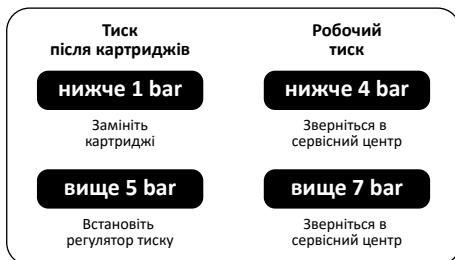 Тиск
після картриджів
нижче 1 bar
Замініть
картриджі
вище 5 bar
Встановіть
регулятор тиску
Робочий
тиск
нижче 4 bar
Зверніться в
сервісний центр
вище 7 bar
Зверніться в
сервісний центр